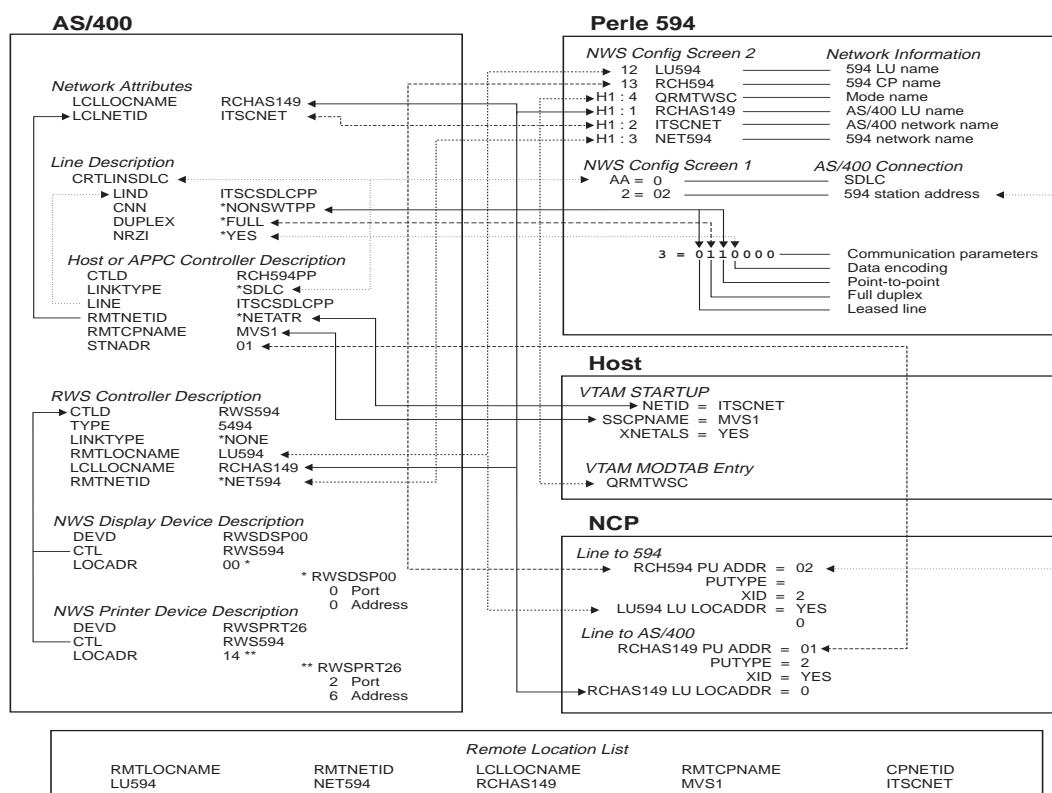 AS/400
Network Attributes
LCLLOCNAME RCHAS149
LCLNETID ITSCNET
Line Description
CRTLINSDLC
LIND ITSCSDLCPP
CNN *NONSWTPP
DUPLEX *FULL
NRZI *YES
Host or APPC Controller Description
CTLD RCH594PP
LINKTYPE *SDLC
LINE ITSCSDLCPP
RMTNETID *NETATR
RMTCPNAME MVS1
STNADR 01
RWS Controller Description
CTLD RWS594
TYPE 5494
LINKTYPE *NONE
RMTLOCNAME LU594
LCLLOCNAME RCHAS149
RMTNETID *NET594
NWS Display Device Description
DEVD RWSDSP00
CTL RWS594
LOCADR 00 *
* RWSDSP00
0 Port
0 Address
NWS Printer Device Description
DEVD RWSPRT26
CTL RWS594
LOCADR 14 **
** RWSPRT26
2 Port
6 Address
Perle 594
NWS Config Screen 2 Network Information
12 LU594 594 LU name
13 RCH594 594 CP name
H1 : 4 QRMTWSC Mode name
H1 : 1 RCHAS149 AS/400 LU name
H1 : 2 ITSCNET AS/400 network name
H1 : 3 NET594 594 network name
NWS Config Screen 1 AS/400 Connection
AA = 0 SDLC
2 = 02 594 station address
3 = 0110000 Communication parameters
Data encoding
Point-to-point
Full duplex
Leased line
Host
VTAM STARTUP
NETID = ITSCNET
SSCPNAME = MVS1
XNETALS = YES
VTAM MODTAB Entry
QRMTWSC
NCP
Line to 594
RCH594 PU ADDR = 02
PUTYPE =
XID = 2
LU594 LU LOCADDR = YES
0
Line to AS/400
RCHAS149 PU ADDR = 01
PUTYPE = 2
XID = YES
RCHAS149 LU LOCADDR = 0
Remote Location List
RMTLOCNAME RMTNETID LCLLOCNAME RMTCPNAME CPNETID
LU594 NET594 RCHAS149 MVS1 ITSCNET